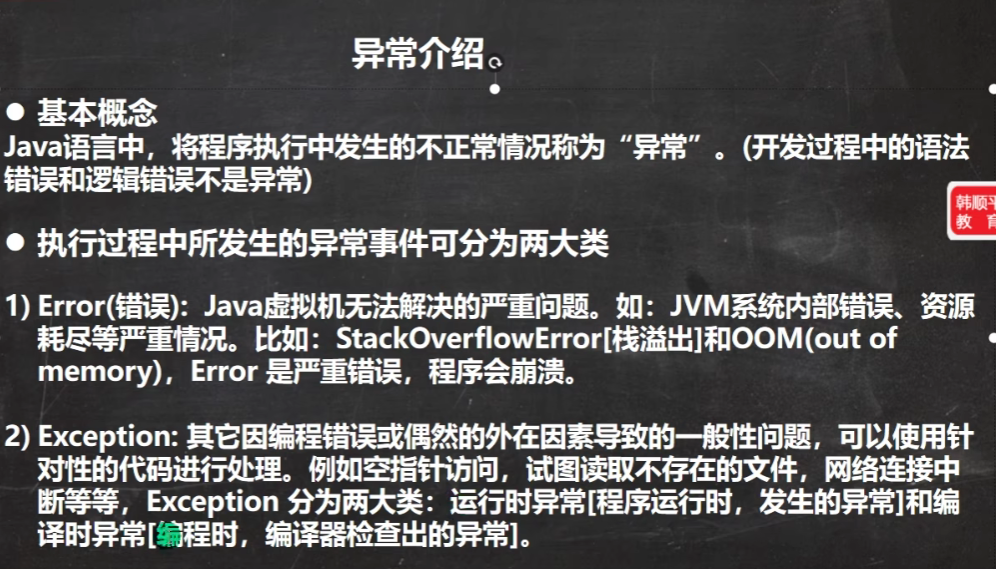 异常介绍
● 基本概念
Java语言中，将程序执行中发生的不正常情况称为“异常”。(开发过程中的语法
错误和逻辑错误不是异常)
韩顺平
教 育
● 执行过程中所发生的异常事件可分为两大类
1) Error(错误)：Java虚拟机无法解决的严重问题。如：JVM系统内部错误、资源
耗尽等严重情况。比如：StackOverflowError[栈溢出]和OOM(out of
memory)，Error 是严重错误，程序会崩溃。
2) Exception: 其它因编程错误或偶然的外在因素导致的一般性问题，可以使用针
对性的代码进行处理。例如空指针访问，试图读取不存在的文件，网络连接中
断等等，Exception 分为两大类：运行时异常[程序运行时，发生的异常]和编
译时异常[编程时，编译器检查出的异常]。